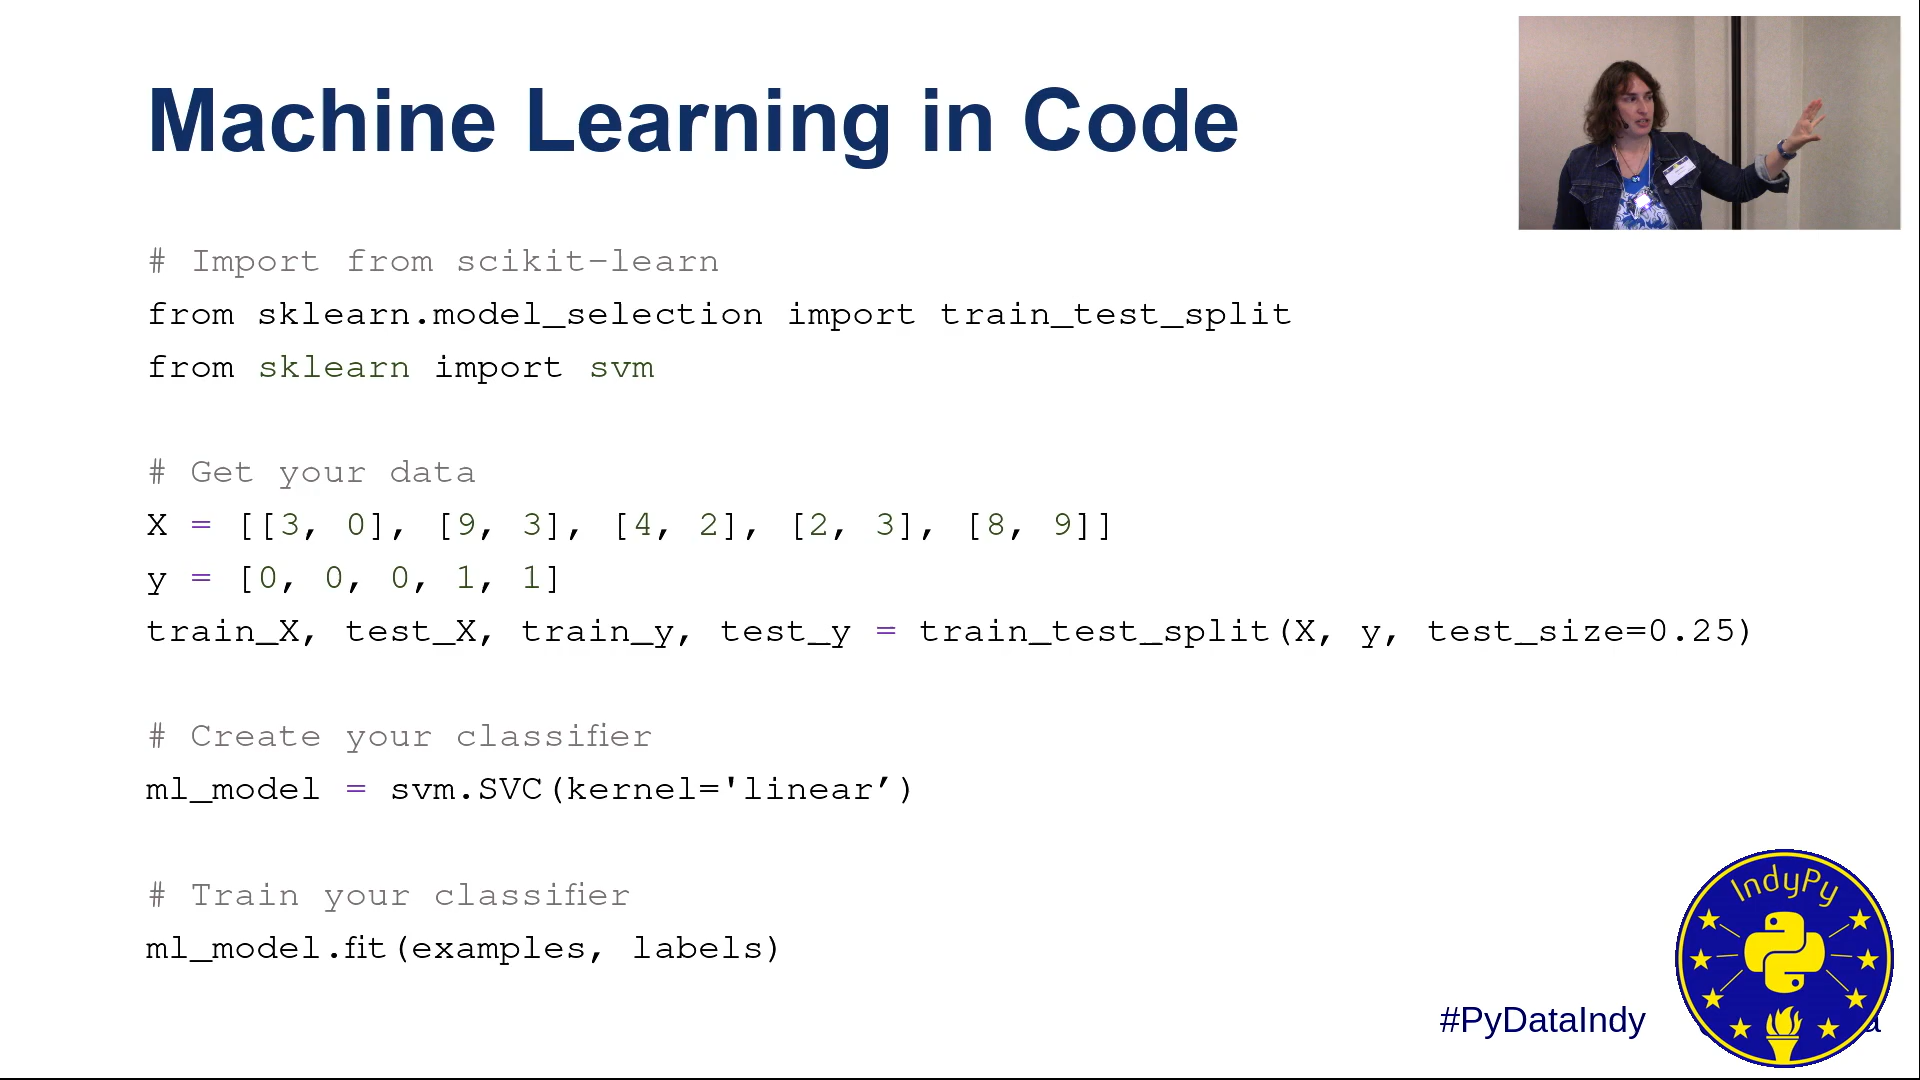 Machine Learning in Code
# Import from scikit-learn
from sklearn.model_selection import train_test_split
from sklearn import svm
# Get your data
X = [[3, 0], [9, 3], [4, 2], [2, 3], [8, 9]]
y = [0, 0, 0, 1, 1]
train_X, test_X, train_y, test_y = train_test_split(X, y, test_size=0.25)
# Create your classifier
ml_model = svm.SVC(kernel='linear’)
# Train your classifier
ml_model.fit(examples, labels)
IndyPy
#PyDataIndy